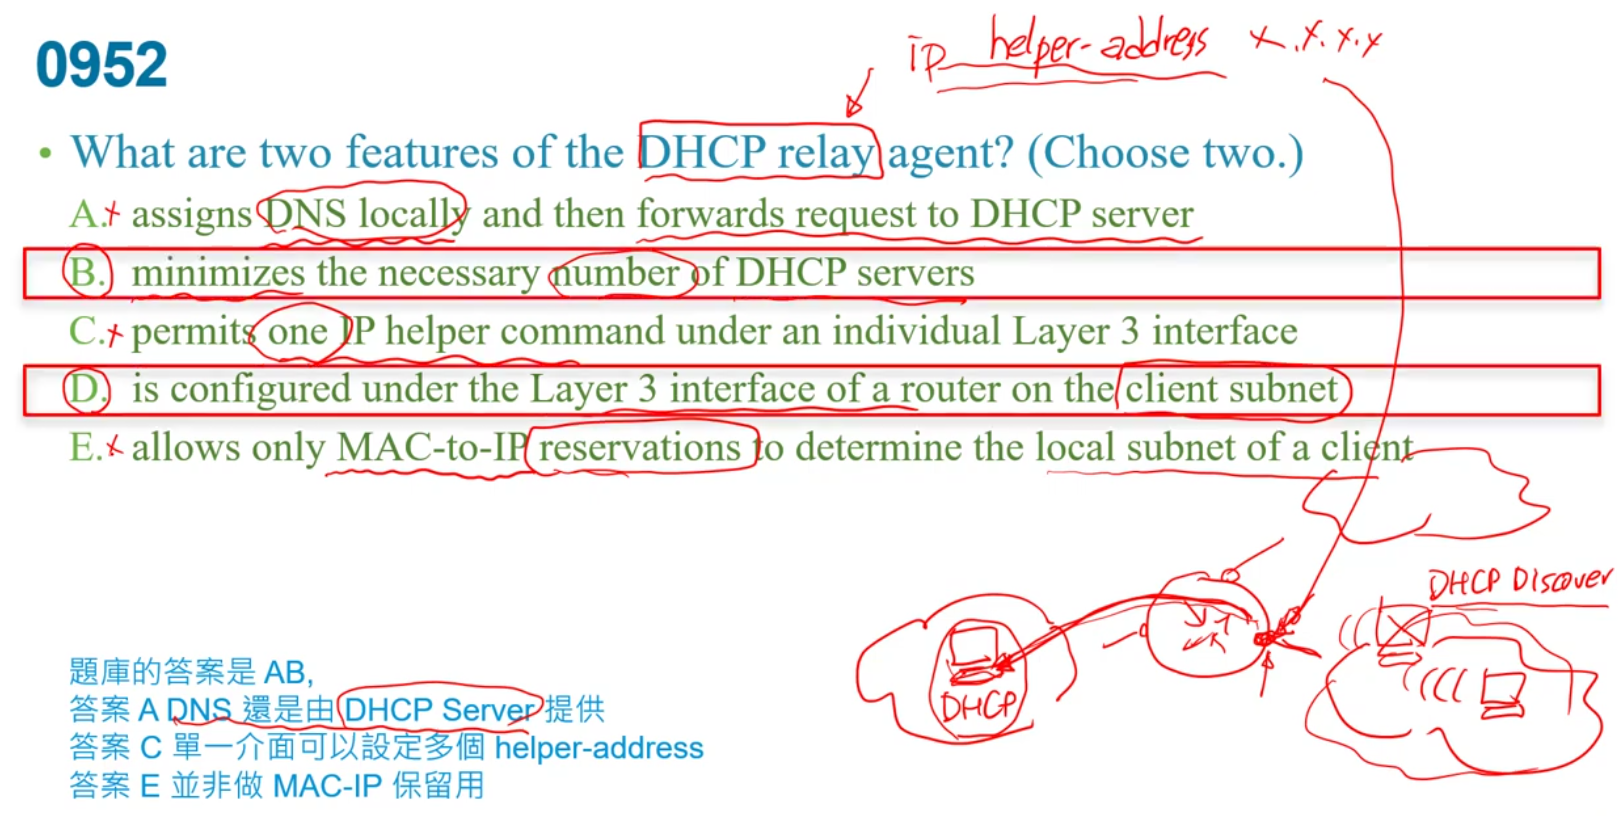 ip helper-address x.x.x.x
0952
• What are two features of the DHCP relay agent? (Choose two.)
A. assigns DNS locally and then forwards request to DHCP server
B. minimizes the necessary number of DHCP servers
C. permits one IP helper command under an individual Layer 3 interface
D. is configured under the Layer 3 interface of a router on the client subnet
E. allows only MAC-to-IP reservations to determine the local subnet of a client
DHCP Discover
DHCP
題庫的答案是 AB,
答案 A DNS 還是由 DHCP Server 提供
答案 C 單一介面可以設定多個 helper-address
答案 E 並非做 MAC-IP 保留用